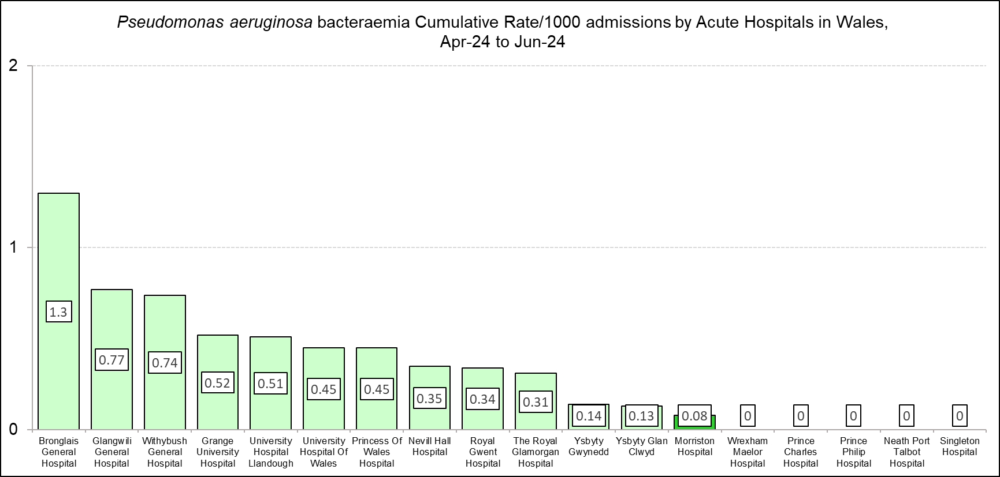 Pseudomonas aeruginosa bacteraemia Cumulative Rate/1000 admissions by Acute Hospitals in Wales,
Apr-24 to Jun-24
2
1
0
1.3
0.77
0.74
0.52
0.51
0.45
0.45
0.35
0.34
0.31
0.14
0.13
0.08
0
0
0
0
0
Bronglais
General
Hospital
Glangwili
General
Hospital
Withybush
General
Hospital
Grange
University
Hospital
University
Hospital
Llandough
University
Hospital Of
Wales
Princess Of
Wales
Hospital
Nevill Hall
Hospital
Royal
Gwent
Hospital
The Royal
Glamorgan
Hospital
Ysbyty
Gwynedd
Ysbyty Glan
Clwyd
Morriston
Hospital
Wrexham
Maelor
Hospital
Prince
Charles
Hospital
Prince
Philip
Hospital
Neath Port
Talbot
Hospital
Singleton
Hospital